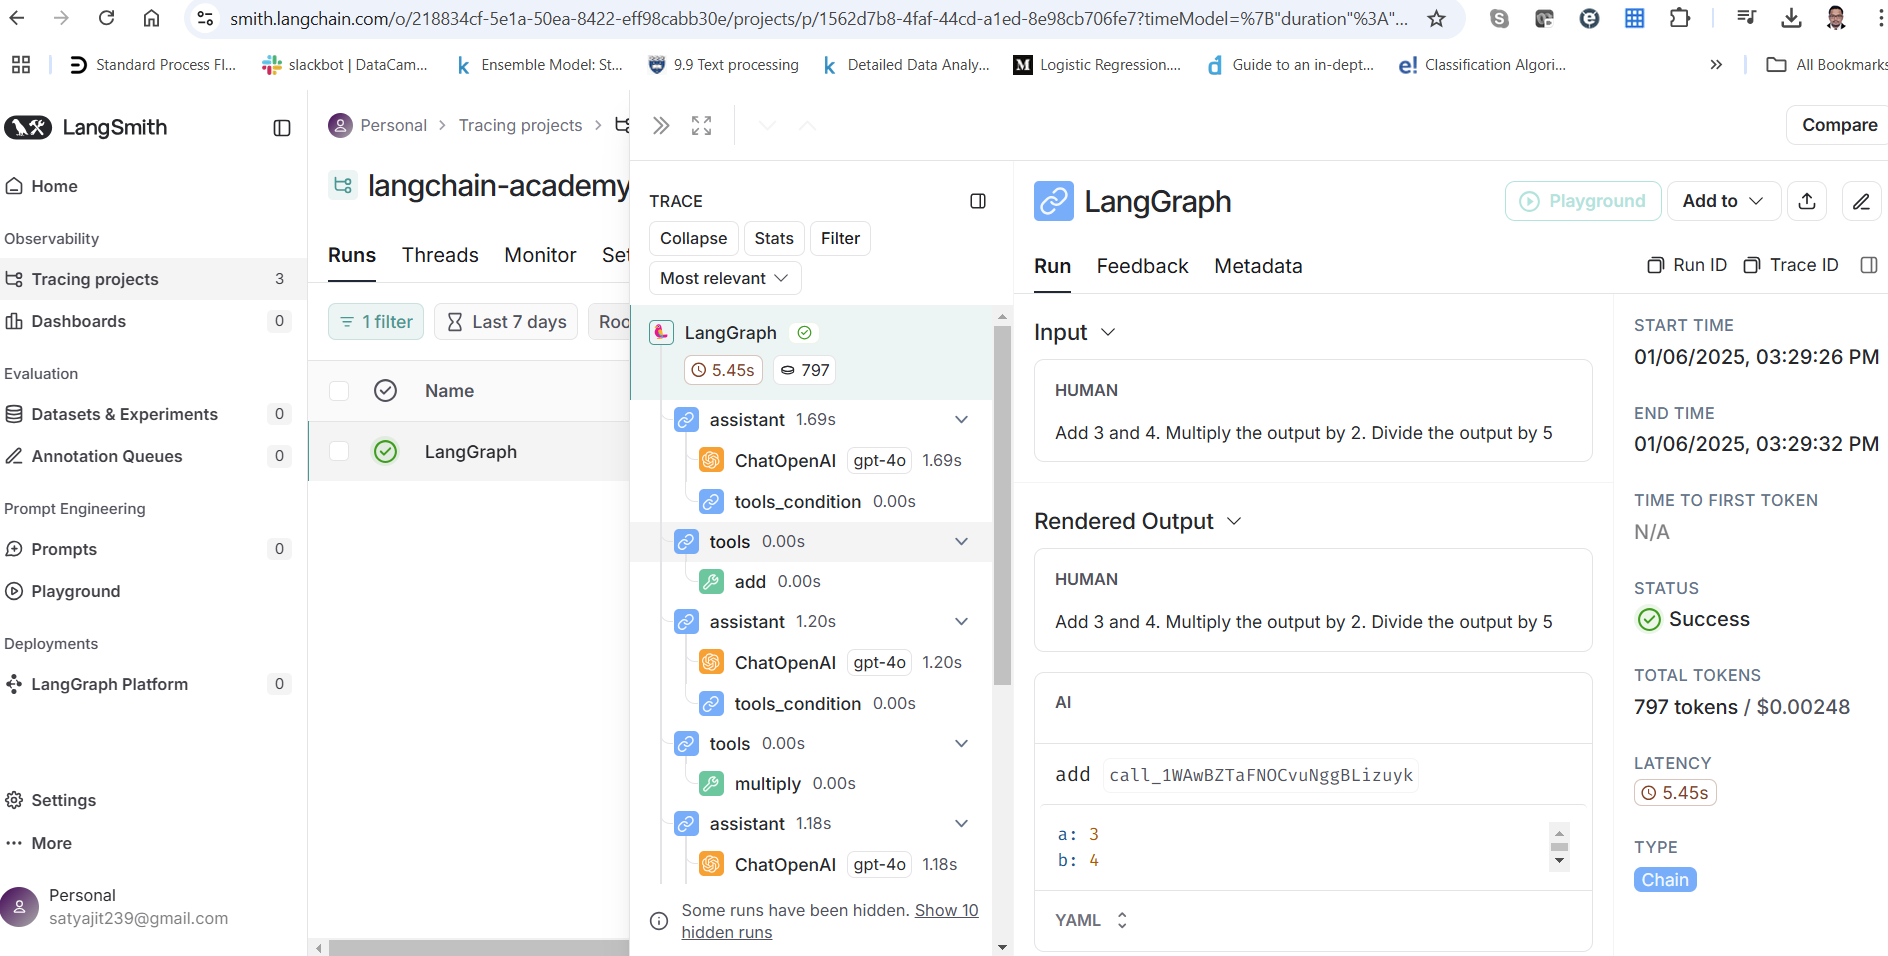 smith.langchain.com/o/218834cf-5e1a-50ea-8422-eff98cabb30e/projects/p/1562d7b8-4faf-44cd-a1ed-8e98cb706fe7?timeModel=%7B"duration"%3A"...
Standard Process Fl...
slackbot | DataCam...
Ensemble Model: St...
9.9 Text processing
Detailed Data Analy...
Logistic Regression....
Guide to an in-dept...
Classification Algori...
All Bookmarks
LangSmith
Home
Observability
Tracing projects 3
Dashboards 0
Evaluation
Datasets & Experiments 0
Annotation Queues 0
Prompt Engineering
Prompts 0
Playground
Deployments
LangGraph Platform 0
Settings
More
Personal
satyajit239@gmail.com
Personal > Tracing projects >
langchain-academy
Runs Threads Monitor Set
1 filter Last 7 days Roo
Name
LangGraph
TRACE
Collapse Stats Filter
Most relevant
LangGraph
5.45s 797
assistant 1.69s
ChatOpenAI gpt-4o 1.69s
tools_condition 0.00s
tools 0.00s
add 0.00s
assistant 1.20s
ChatOpenAI gpt-4o 1.20s
tools_condition 0.00s
tools 0.00s
multiply 0.00s
assistant 1.18s
ChatOpenAI gpt-4o 1.18s
Some runs have been hidden. Show 10
hidden runs
Compare
LangGraph
Playground Add to
Run Feedback Metadata
Run ID Trace ID
Input
HUMAN
Add 3 and 4. Multiply the output by 2. Divide the output by 5
Rendered Output
HUMAN
Add 3 and 4. Multiply the output by 2. Divide the output by 5
AI
add call_1WAwBZTaFNOCvuNggBLizuyk
a: 3
b: 4
YAML
START TIME
01/06/2025, 03:29:26 PM
END TIME
01/06/2025, 03:29:32 PM
TIME TO FIRST TOKEN
N/A
STATUS
Success
TOTAL TOKENS
797 tokens / $0.00248
LATENCY
5.45s
TYPE
Chain